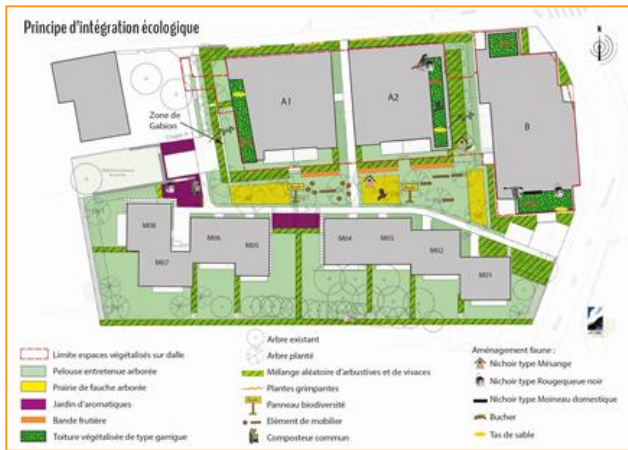 Principe d'intégration écologique
N
Zone de
Gabion
A1
A2
B
M08
M07
M06
M05
M04
M03
M02
M01
Limite espaces végétalisés sur dalle
Pelouse entretenue arborée
Prairie de fauche arborée
Jardin d'aromatiques
Bande fruitière
Toiture végétalisée de type garrigue
Arbre existant
Arbre planté
Mélange aléatoire d'arbustives et de vivaces
Plantes grimpantes
Panneau biodiversité
Elément de mobilier
Composteur commun
Aménagement faune :
Nichoir type Mésange
Nichoir type Rougequeue noir
Nichoir type Moineau domestique
Bucher
Tas de sable